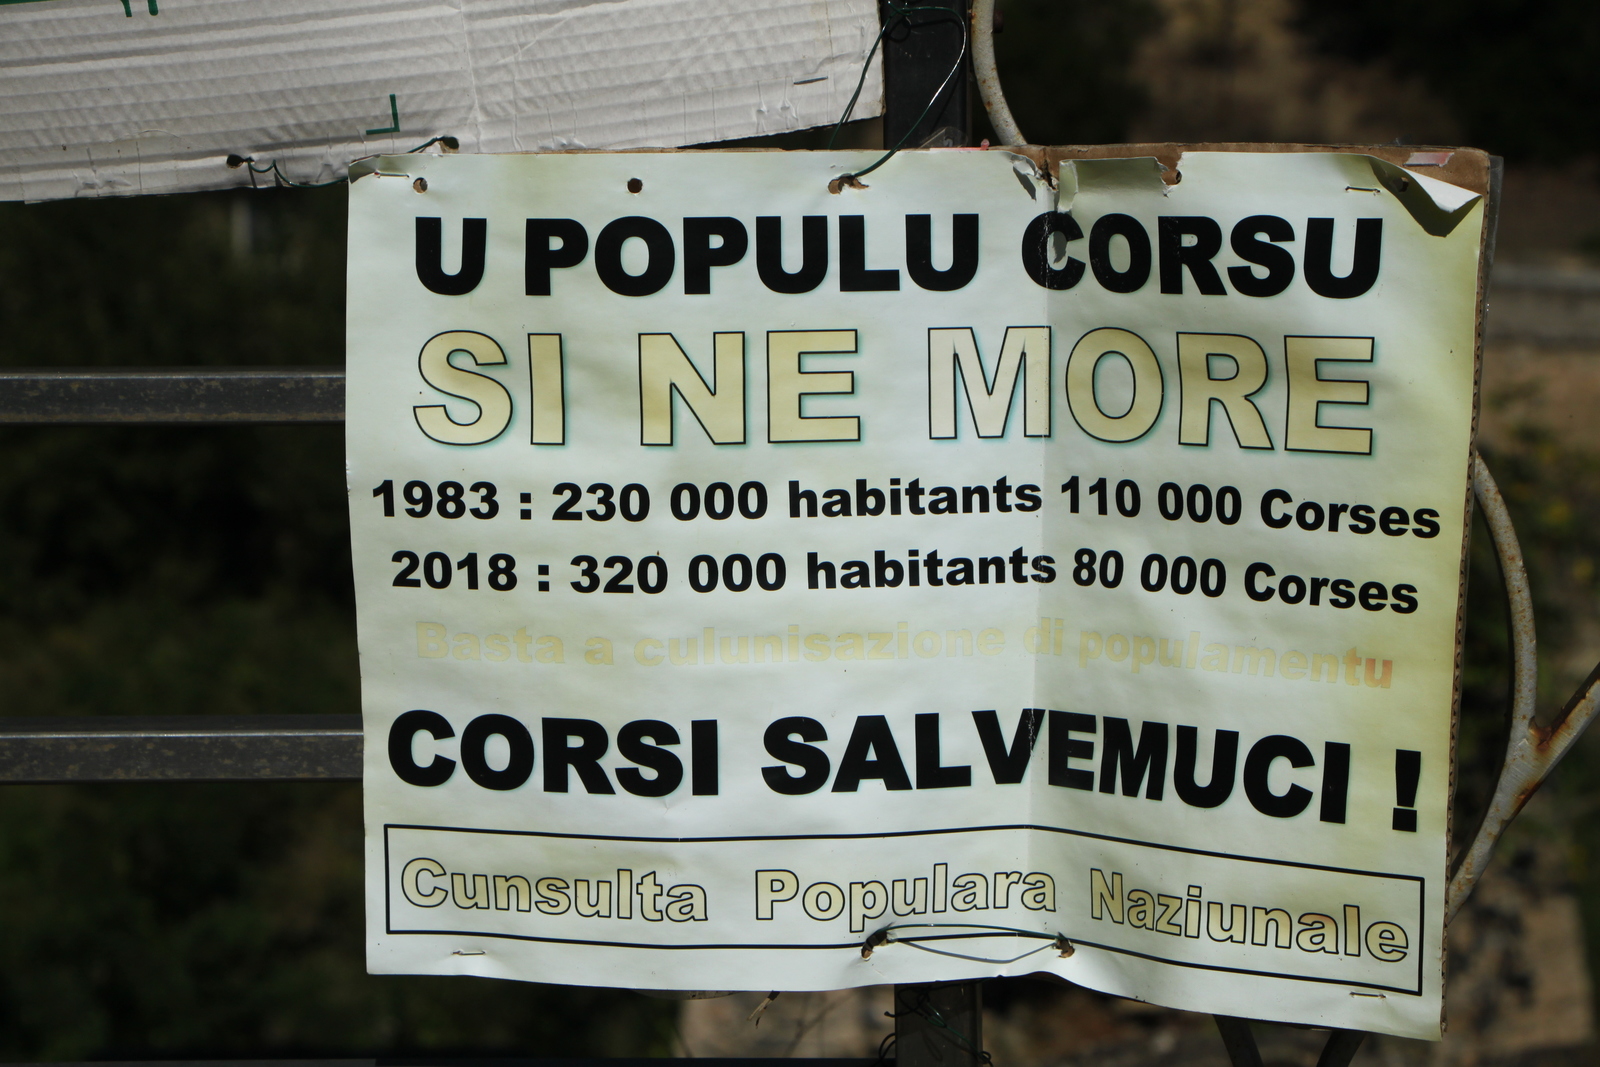 U POPULU CORSU
SI NE MORE
1983 : 230 000 habitants 110 000 Corses
2018 : 320 000 habitants 80 000 Corses
Basta a culunisazione di populamentu
CORSI SALVEMUCI !
Cunsulta Populara Naziunale